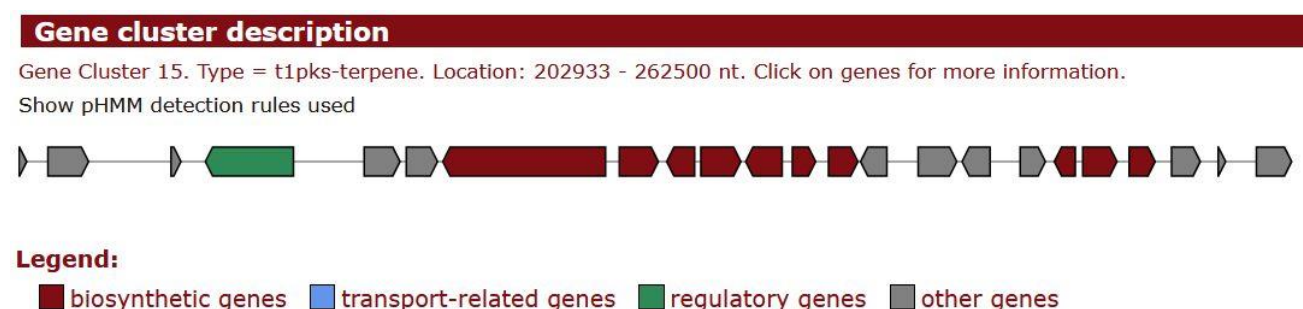 Gene cluster description
Gene Cluster 15. Type = t1pks-terpene. Location: 202933 - 262500 nt. Click on genes for more information.
Show pHMM detection rules used
Legend:
biosynthetic genes transport-related genes regulatory genes other genes